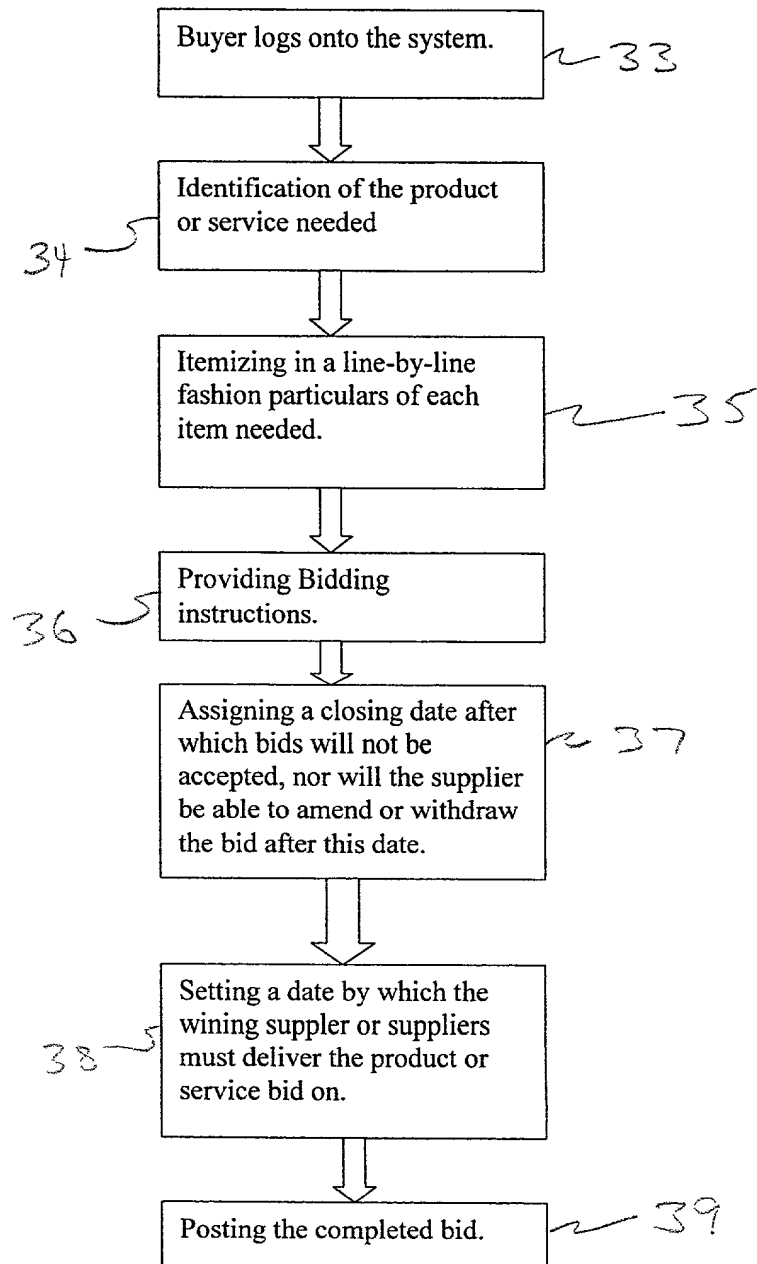 Buyer logs onto the system.
33
Identification of the product
or service needed
34
Itemizing in a line-by-line
fashion particulars of each
item needed.
35
Providing Bidding
instructions.
36
Assigning a closing date after
which bids will not be
accepted, nor will the supplier
be able to amend or withdraw
the bid after this date.
37
Setting a date by which the
wining suppler or suppliers
must deliver the product or
service bid on.
38
Posting the completed bid.
39